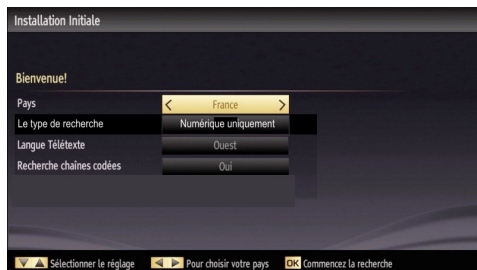 Installation Initiale
Bienvenue!
Pays < France >
Le type de recherche Numérique uniquement
Langue Télétexte Ouest
Recherche chaînes codées Oui
Sélectionner le réglage Pour choisir votre pays OK Commencez la recherche